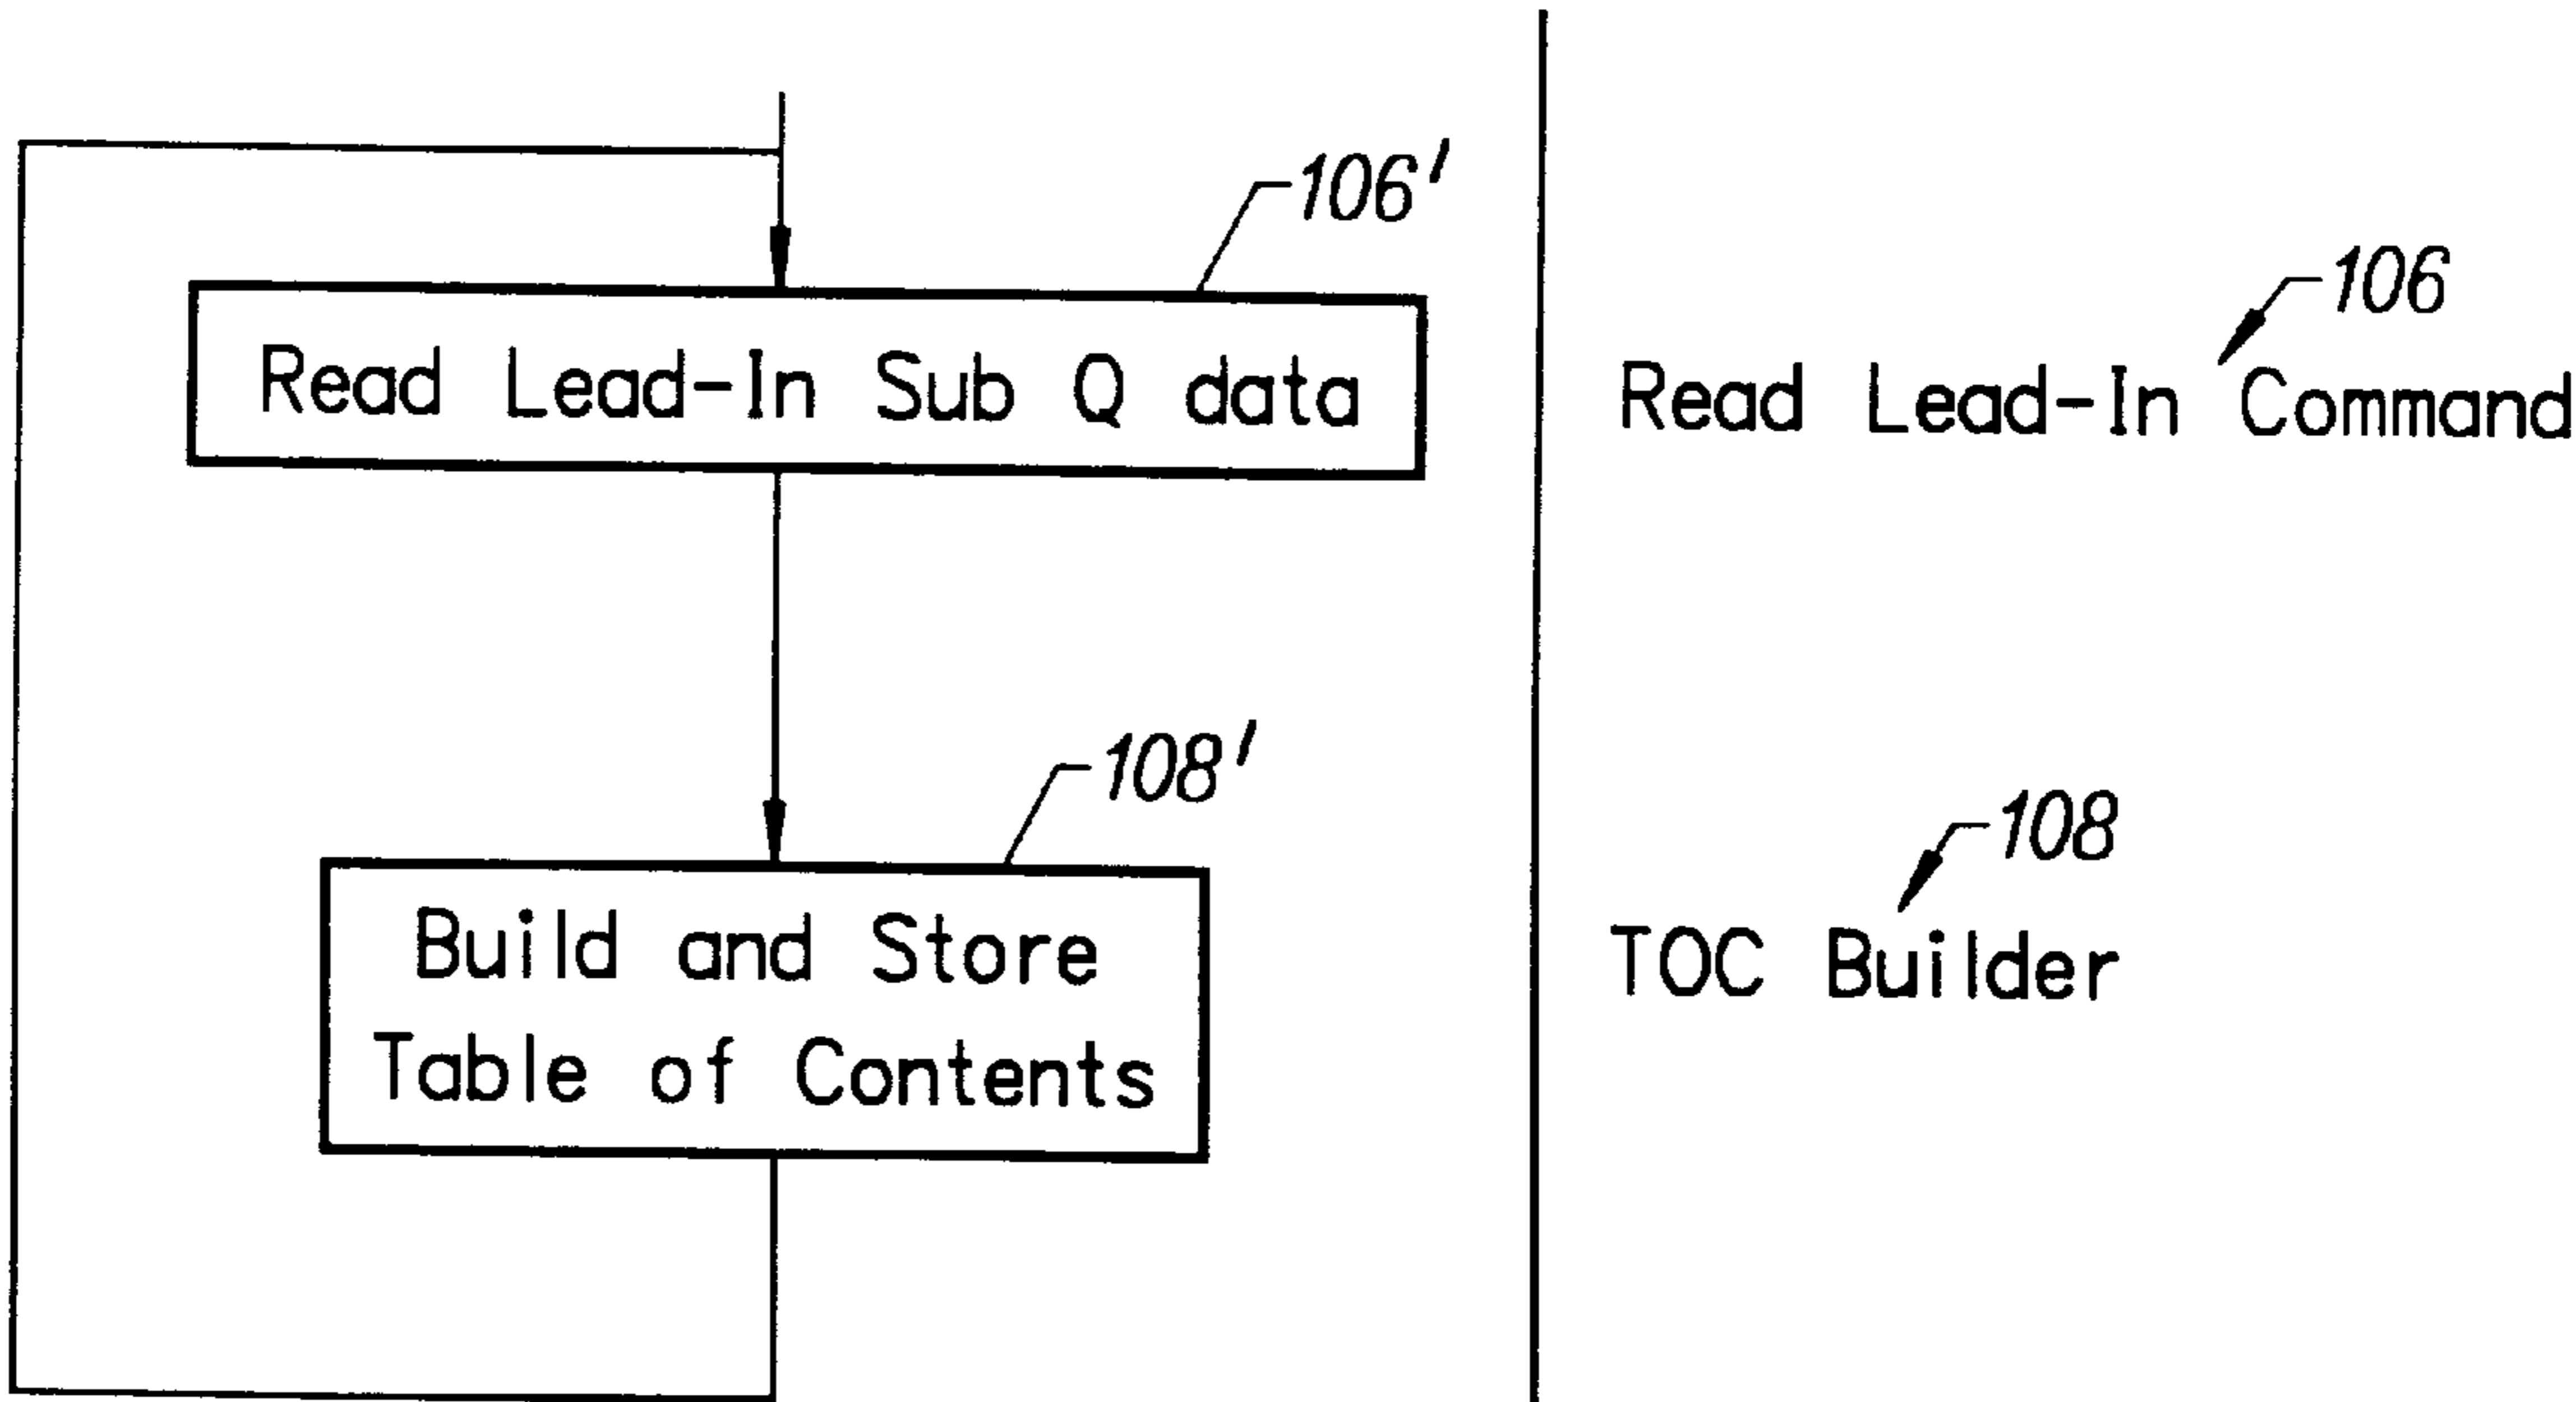 106'
Read Lead-In Sub Q data
106
Read Lead-In Command
108'
Build and Store
Table of Contents
108
TOC Builder